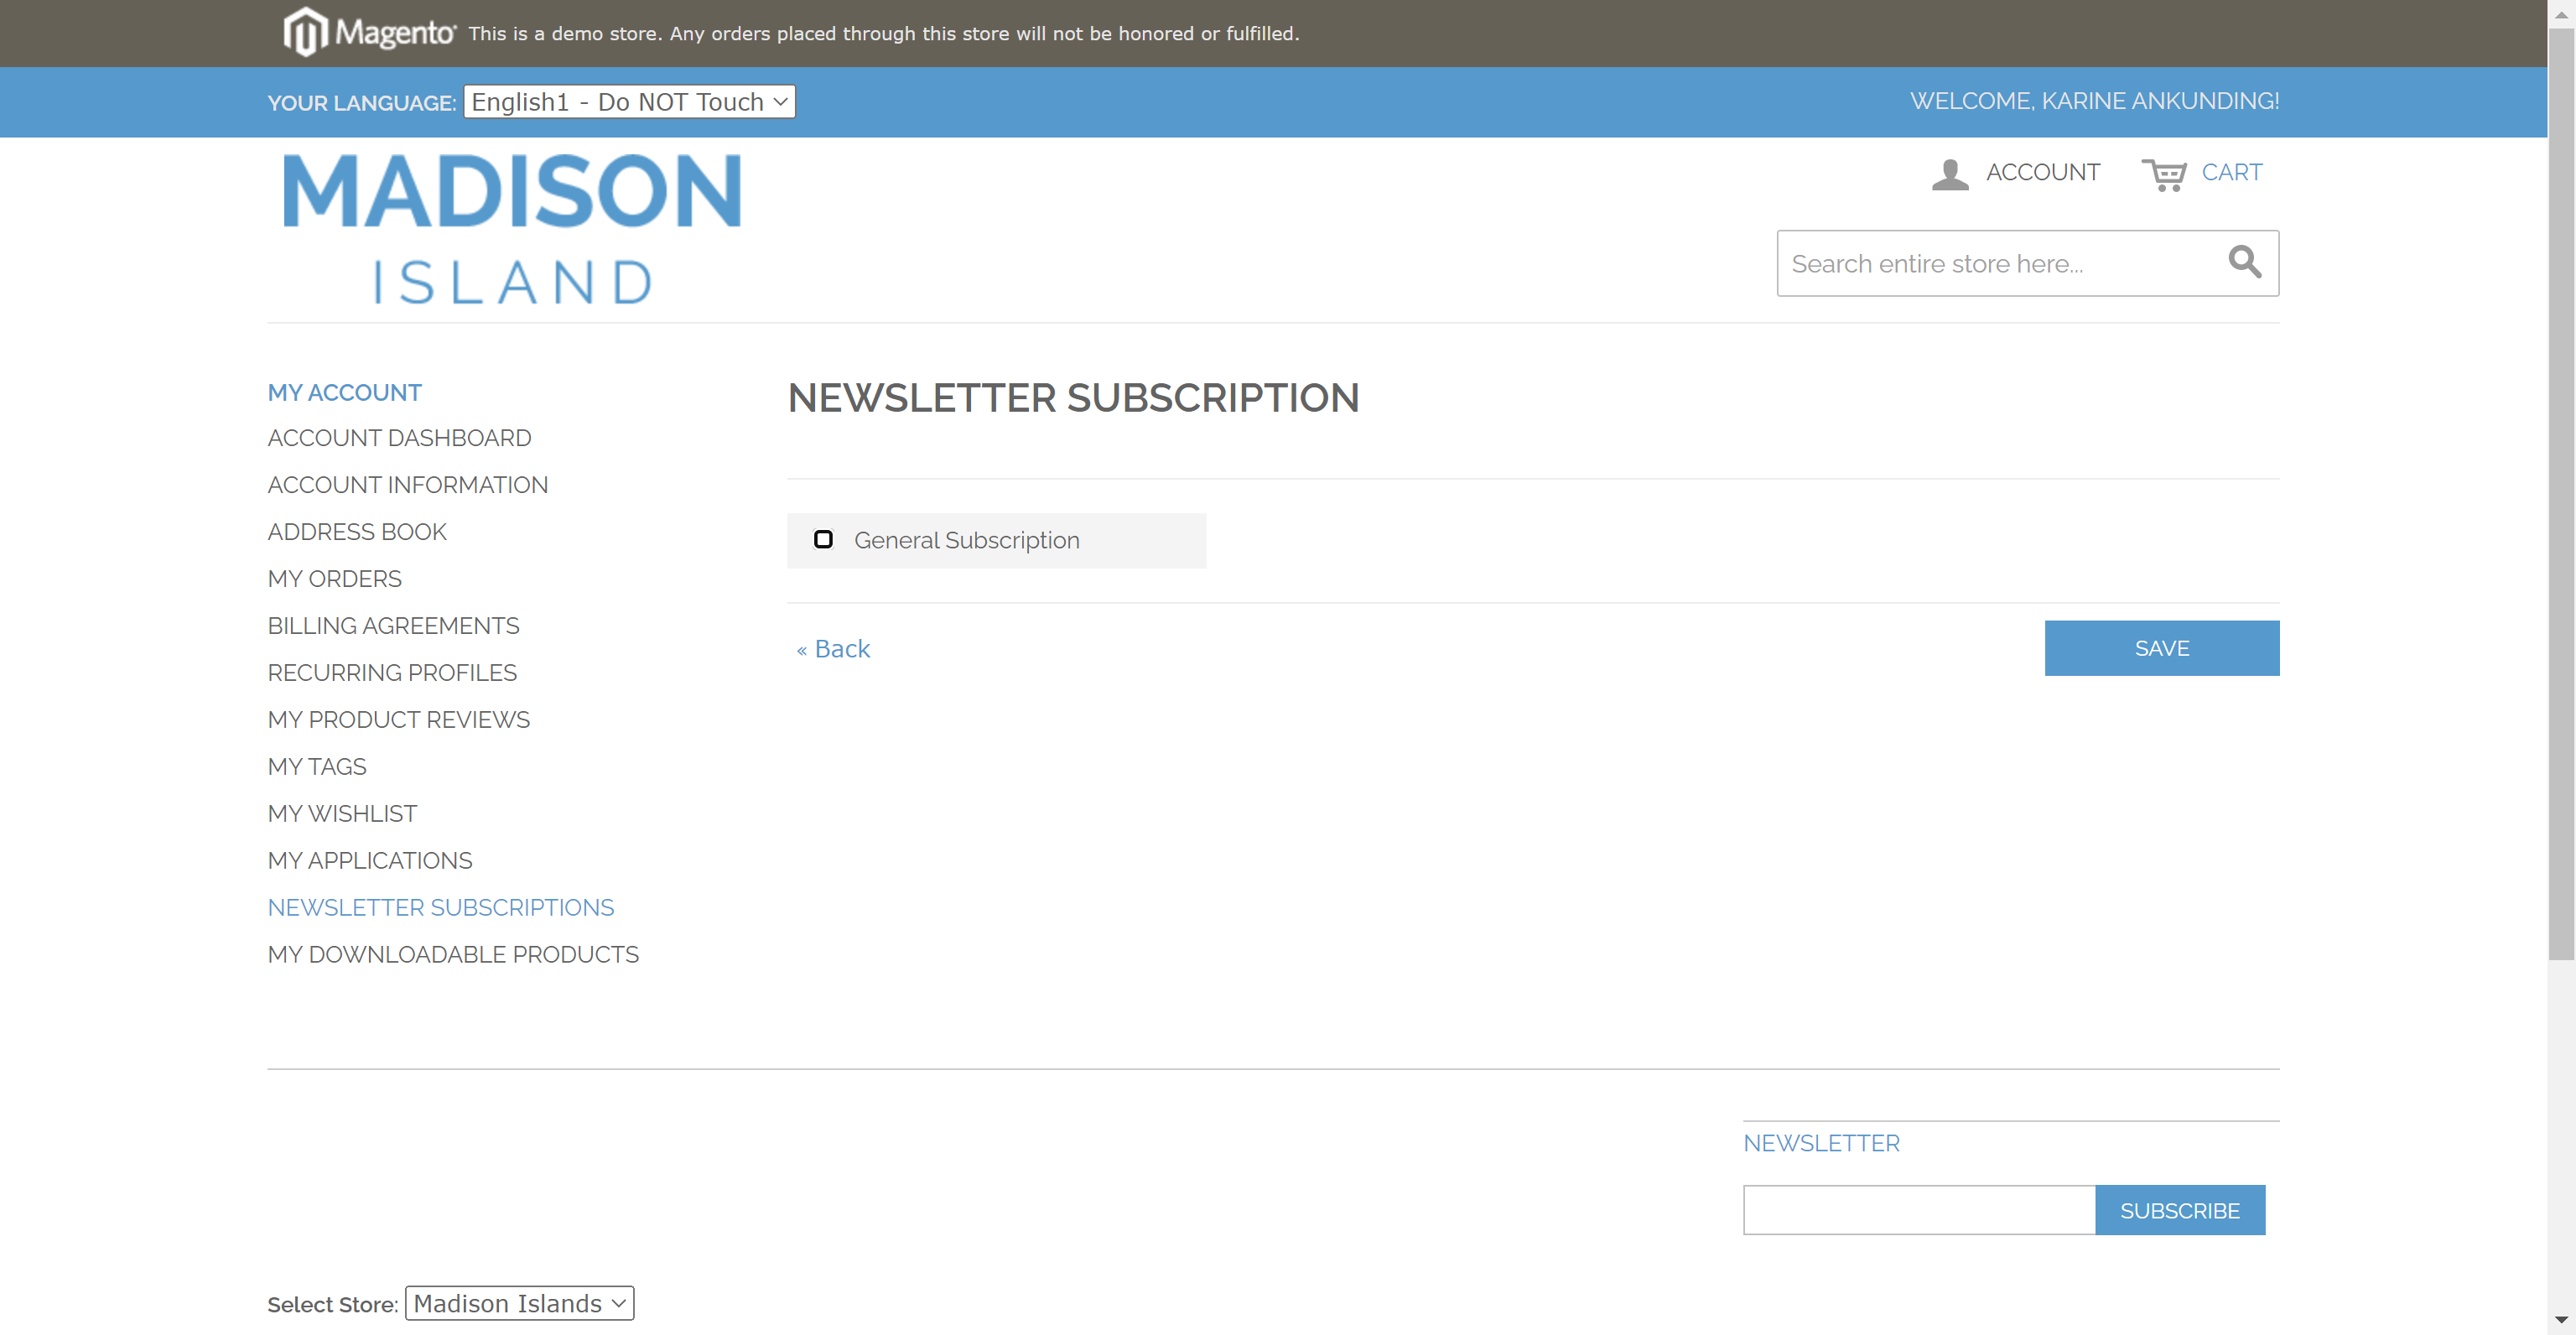 Magento This is a demo store. Any orders placed through this store will not be honored or fulfilled.
YOUR LANGUAGE: English1 - Do NOT Touch
WELCOME, KARINE ANKUNDING!
MADISON
ISLAND
ACCOUNT
CART
Search entire store here...
MY ACCOUNT
ACCOUNT DASHBOARD
ACCOUNT INFORMATION
ADDRESS BOOK
MY ORDERS
BILLING AGREEMENTS
RECURRING PROFILES
MY PRODUCT REVIEWS
MY TAGS
MY WISHLIST
MY APPLICATIONS
NEWSLETTER SUBSCRIPTIONS
MY DOWNLOADABLE PRODUCTS
NEWSLETTER SUBSCRIPTION
General Subscription
« Back
SAVE
NEWSLETTER
SUBSCRIBE
Select Store: Madison Islands